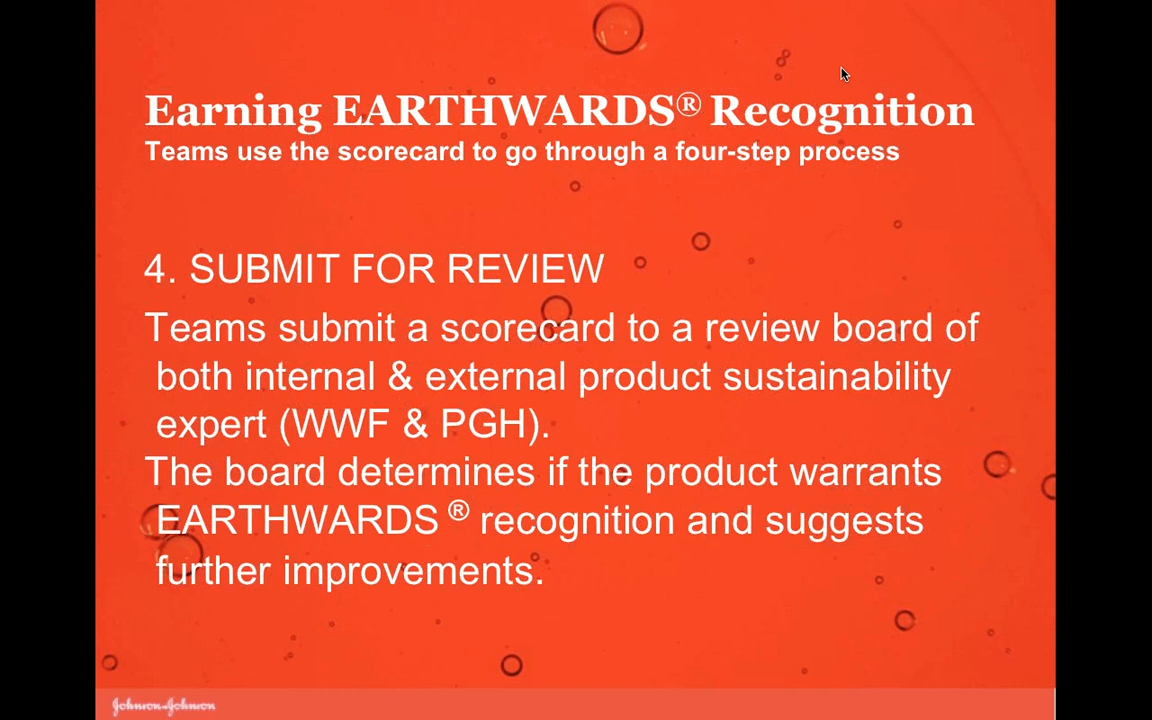 Earning EARTHWARDS® Recognition
Teams use the scorecard to go through a four-step process
4. SUBMIT FOR REVIEW
Teams submit a scorecard to a review board of
both internal & external product sustainability
expert (WWF & PGH).
The board determines if the product warrants
EARTHWARDS ® recognition and suggests
further improvements.
Johnson & Johnson